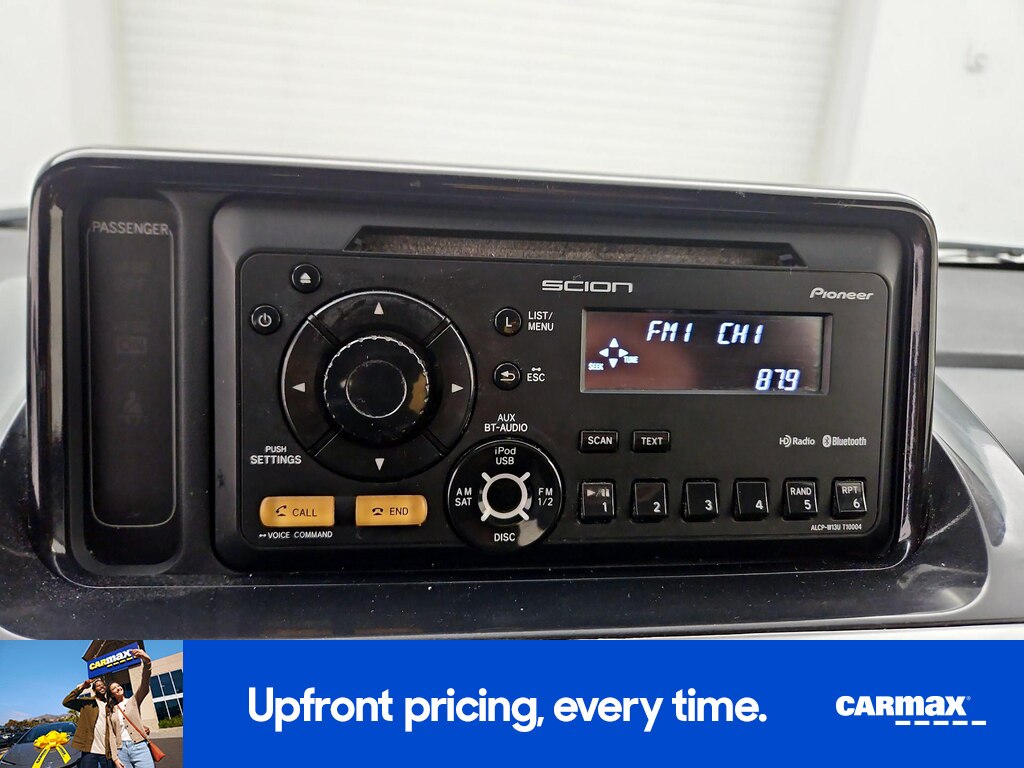 PASSENGER
SCION
Pioneer
LIST/
MENU
L
ESC
FM1 CH1
SEEK TUNE
87.9
AUX
BT-AUDIO
iPod
USB
AM
SAT
FM
1/2
DISC
PUSH
SETTINGS
CALL
END
VOICE COMMAND
SCAN
TEXT
HD Radio
Bluetooth
1
2
3
4
RAND
5
RPT
6
ALCP-W13U T10004
CARMAX
Upfront pricing, every time.
CARMAX